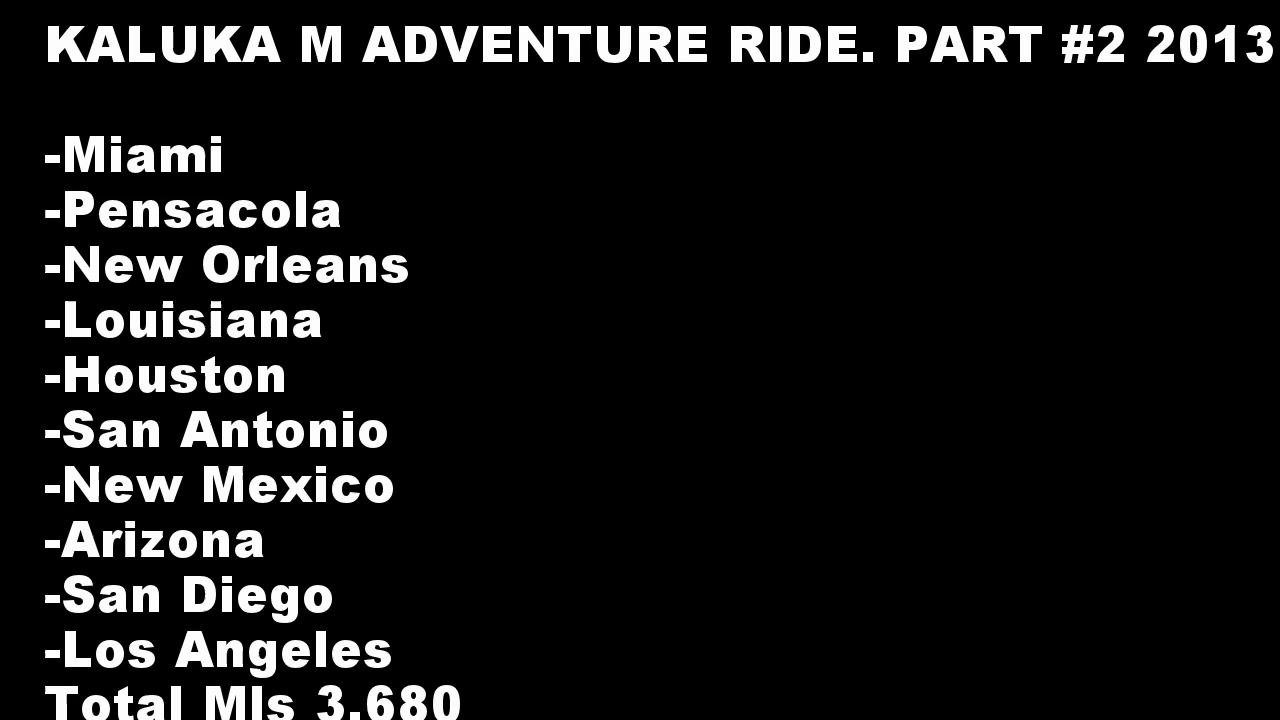 KALUKA M ADVENTURE RIDE. PART #2 2013
-Miami
-Pensacola
-New Orleans
-Louisiana
-Houston
-San Antonio
-New Mexico
-Arizona
-San Diego
-Los Angeles
Total Mls 3.680